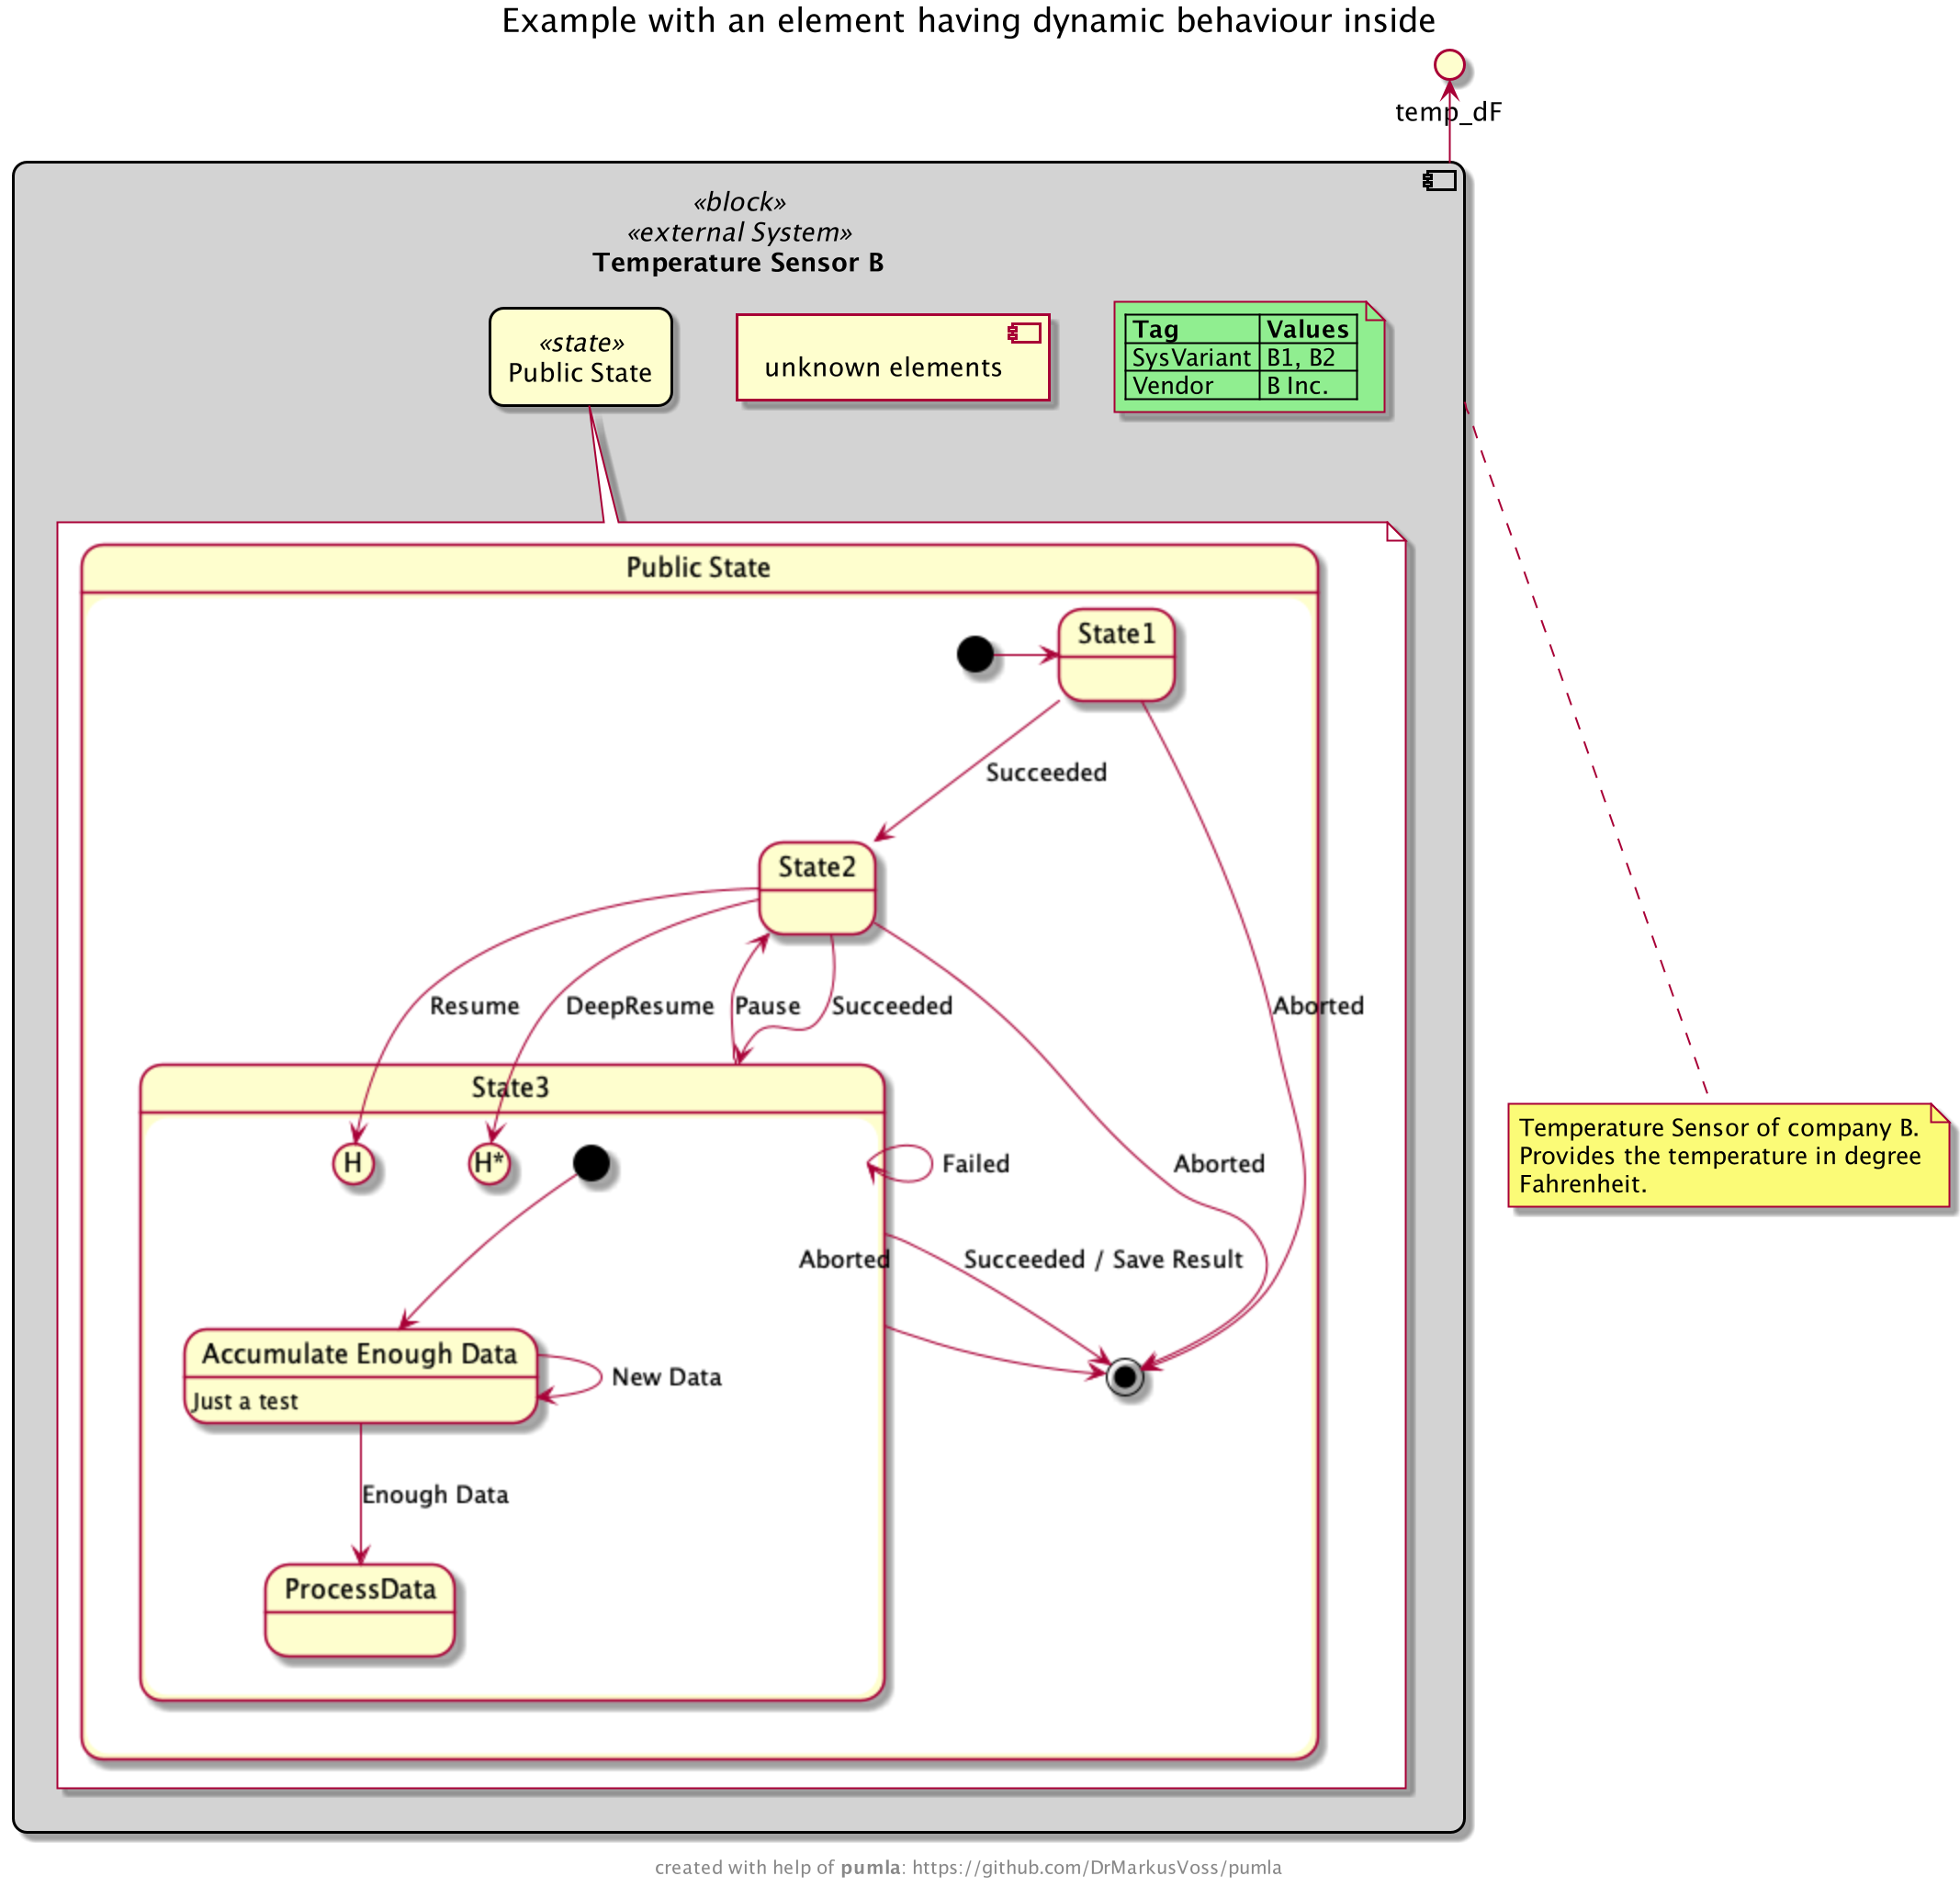 Example with an element having dynamic behaviour inside
temp_dF
«block»
«external System»
Temperature Sensor B
«state»
Public State
unknown elements
Tag Values
SysVariant B1, B2
Vendor B Inc.
Public State
State1
Succeeded
State2
Resume
DeepResume
Pause
Succeeded
Aborted
State3
H
H*
Failed
Aborted
Temperature Sensor of company B.
Provides the temperature in degree
Fahrenheit.
Aborted
Succeeded / Save Result
Accumulate Enough Data
Just a test
New Data
Enough Data
ProcessData
created with help of pumla: https://github.com/DrMarkusVoss/pumla